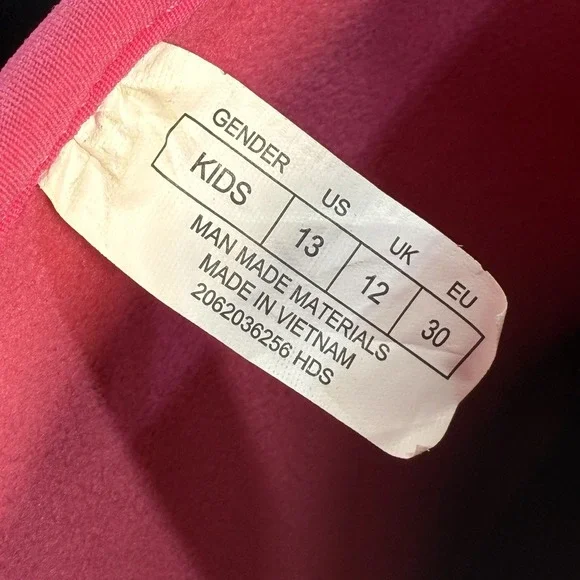 GENDER US UK EU
KIDS 13 12 30
MAN MADE MATERIALS
MADE IN VIETNAM
2062036256 HDS